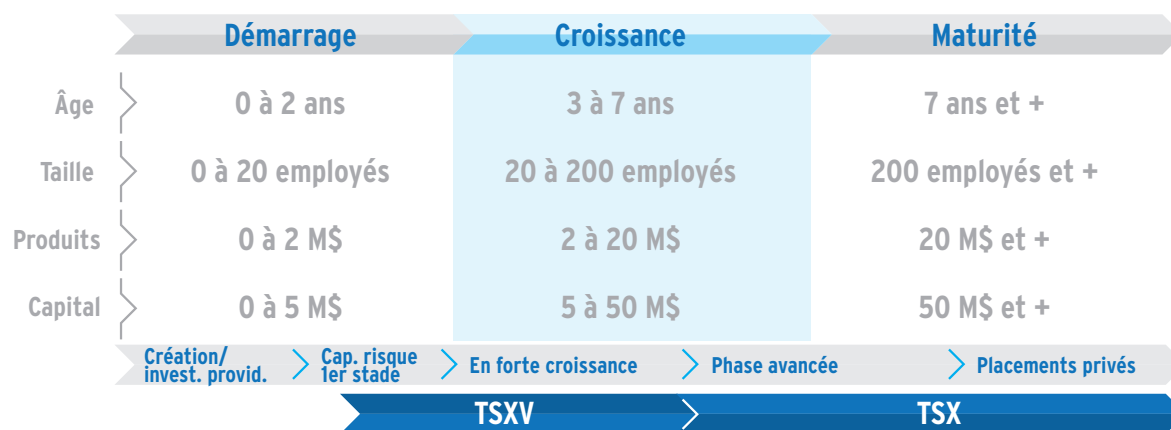 Démarrage Croissance Maturité
Âge 0 à 2 ans 3 à 7 ans 7 ans et +
Taille 0 à 20 employés 20 à 200 employés 200 employés et +
Produits 0 à 2 M$ 2 à 20 M$ 20 M$ et +
Capital 0 à 5 M$ 5 à 50 M$ 50 M$ et +
Création/
invest. provid.
Cap. risque
1er stade
En forte croissance
Phase avancée
Placements privés
TSXV TSX